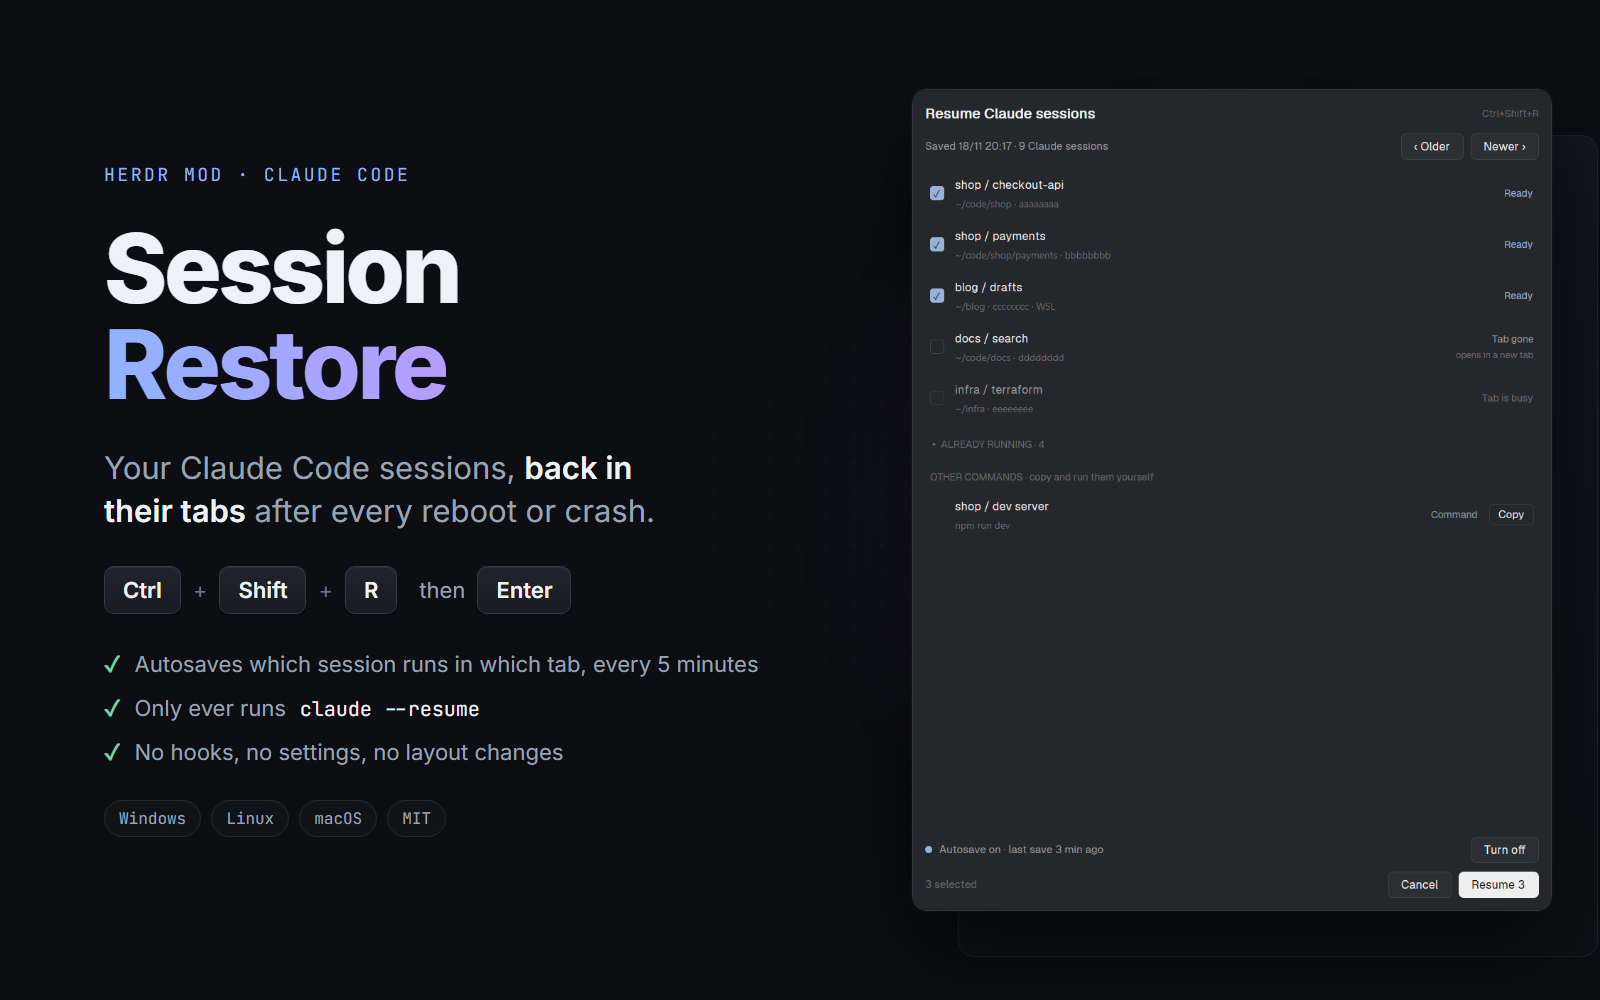 HERDR MOD · CLAUDE CODE
Session
Restore
Your Claude Code sessions, back in
their tabs after every reboot or crash.
Ctrl + Shift + R then Enter
✓ Autosaves which session runs in which tab, every 5 minutes
✓ Only ever runs claude --resume
✓ No hooks, no settings, no layout changes
Windows Linux macOS MIT
Resume Claude sessions Ctrl+Shift+R
Saved 18/11 20:17 · 9 Claude sessions ‹ Older Newer ›
shop / checkout-api Ready
~/code/shop · aaaaaaaa
shop / payments Ready
~/code/shop/payments · bbbbbbbb
blog / drafts Ready
~/blog · cccccccc · WSL
docs / search Tab gone
~/code/docs · dddddddd opens in a new tab
infra / terraform Tab is busy
~/infra · eeeeeeee
ALREADY RUNNING · 4
OTHER COMMANDS · copy and run them yourself
shop / dev server Command Copy
npm run dev
Autosave on · last save 3 min ago Turn off
3 selected Cancel Resume 3